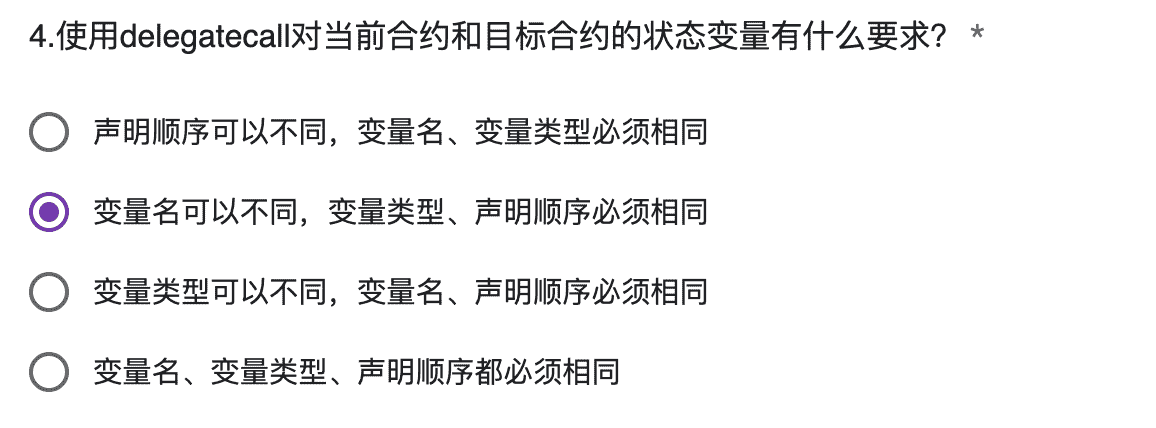 4.使用delegatecall对当前合约和目标合约的状态变量有什么要求? *
声明顺序可以不同，变量名、变量类型必须相同
变量名可以不同，变量类型、声明顺序必须相同
变量类型可以不同，变量名、声明顺序必须相同
变量名、变量类型、声明顺序都必须相同